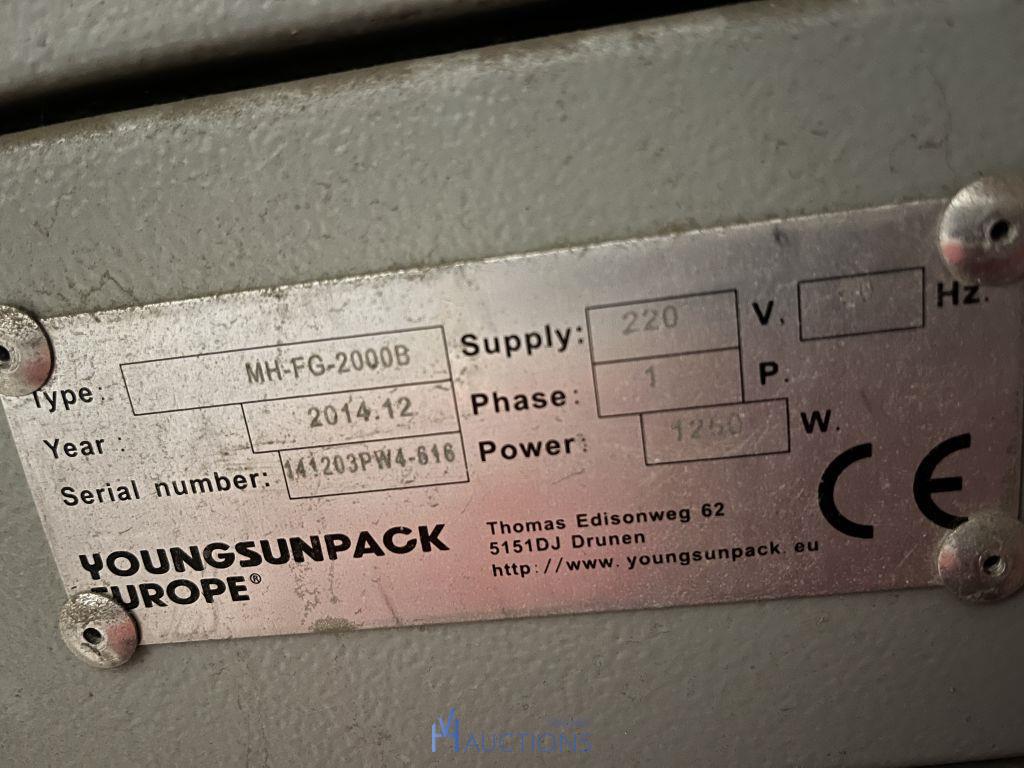 Type: MH-FG-2000B
Year : 2014.12
Serial number: 141203PW4-616
Supply: 220 V. Hz.
Phase: 1 P.
Power: 1250 W.
CE
YOUNGSUNPACK
EUROPE®
Thomas Edisonweg 62
5151DJ Drunen
http://www.youngsunpack.eu
AUCTIONS